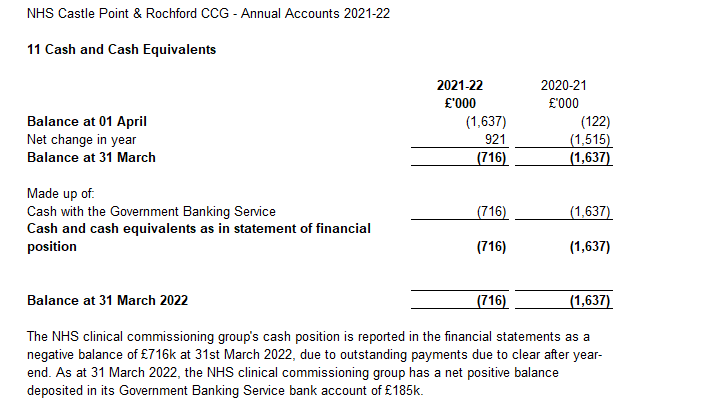 NHS Castle Point & Rochford CCG - Annual Accounts 2021-22
11 Cash and Cash Equivalents
2021-22 2020-21
£'000 £'000
Balance at 01 April (1,637) (122)
Net change in year 921 (1,515)
Balance at 31 March (716) (1,637)
Made up of:
Cash with the Government Banking Service (716) (1,637)
Cash and cash equivalents as in statement of financial
position (716) (1,637)
Balance at 31 March 2022 (716) (1,637)
The NHS clinical commissioning group's cash position is reported in the financial statements as a
negative balance of £716k at 31st March 2022, due to outstanding payments due to clear after year-
end. As at 31 March 2022, the NHS clinical commissioning group has a net positive balance
deposited in its Government Banking Service bank account of £185k.